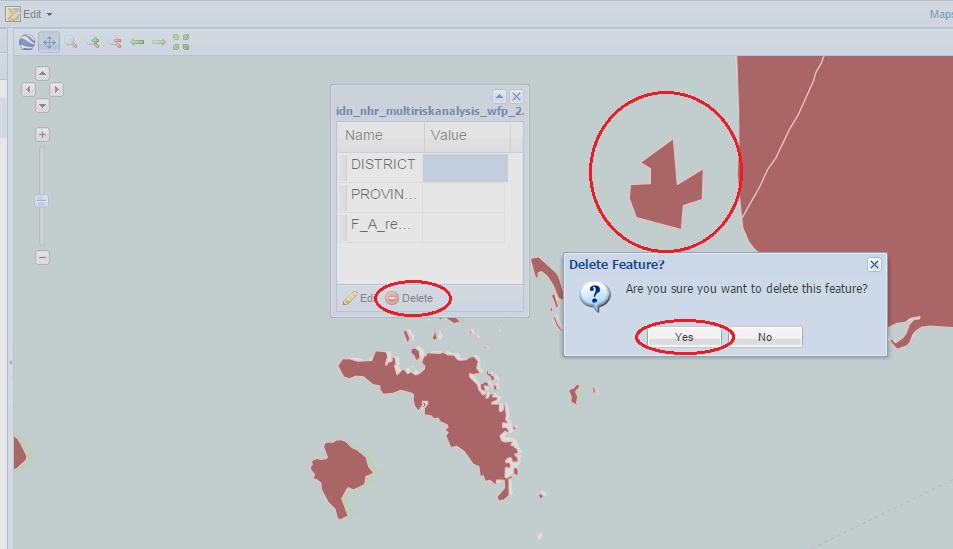 Edit
Maps
idn_nhr_multiriskanalysis_wfp_2.
Name Value
DISTRICT
PROVIN...
F_A_re...
Edi Delete
Delete Feature?
Are you sure you want to delete this feature?
Yes No